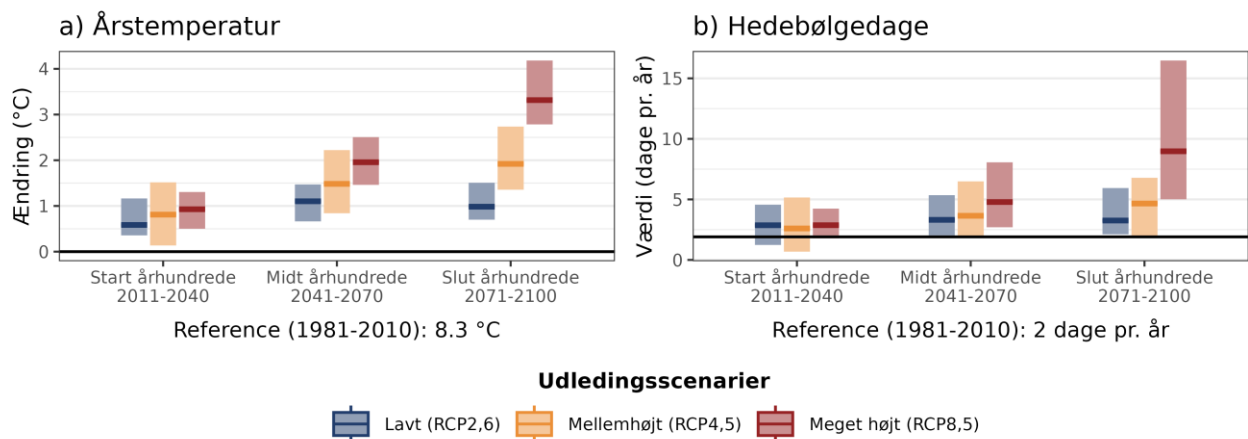 a) Årstemperatur
Ændring (°C)
4
3
2
1
0
Start århundrede
2011-2040
Midt århundrede
2041-2070
Slut århundrede
2071-2100
Reference (1981-2010): 8.3 °C
b) Hedebølgedage
Værdi (dage pr. år)
15
10
5
0
Start århundrede
2011-2040
Midt århundrede
2041-2070
Slut århundrede
2071-2100
Reference (1981-2010): 2 dage pr. år
Udledingsscenarier
Lavt (RCP2,6)
Mellemhøjt (RCP4,5)
Meget højt (RCP8,5)